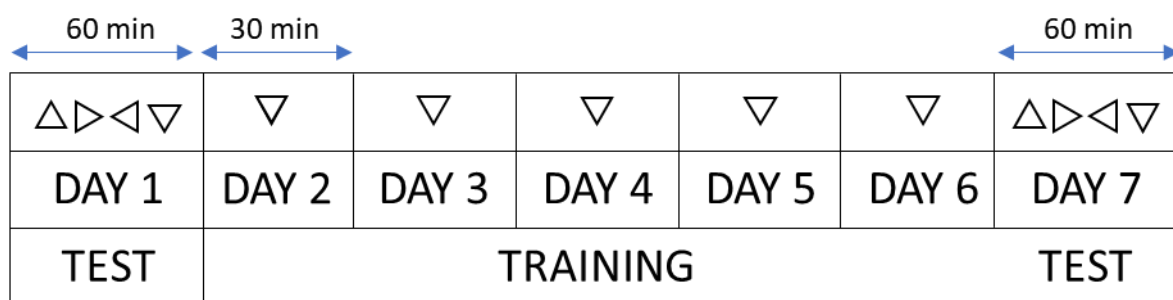 60 min 30 min 60 min
DAY 1 DAY 2 DAY 3 DAY 4 DAY 5 DAY 6 DAY 7
TEST TRAINING TEST